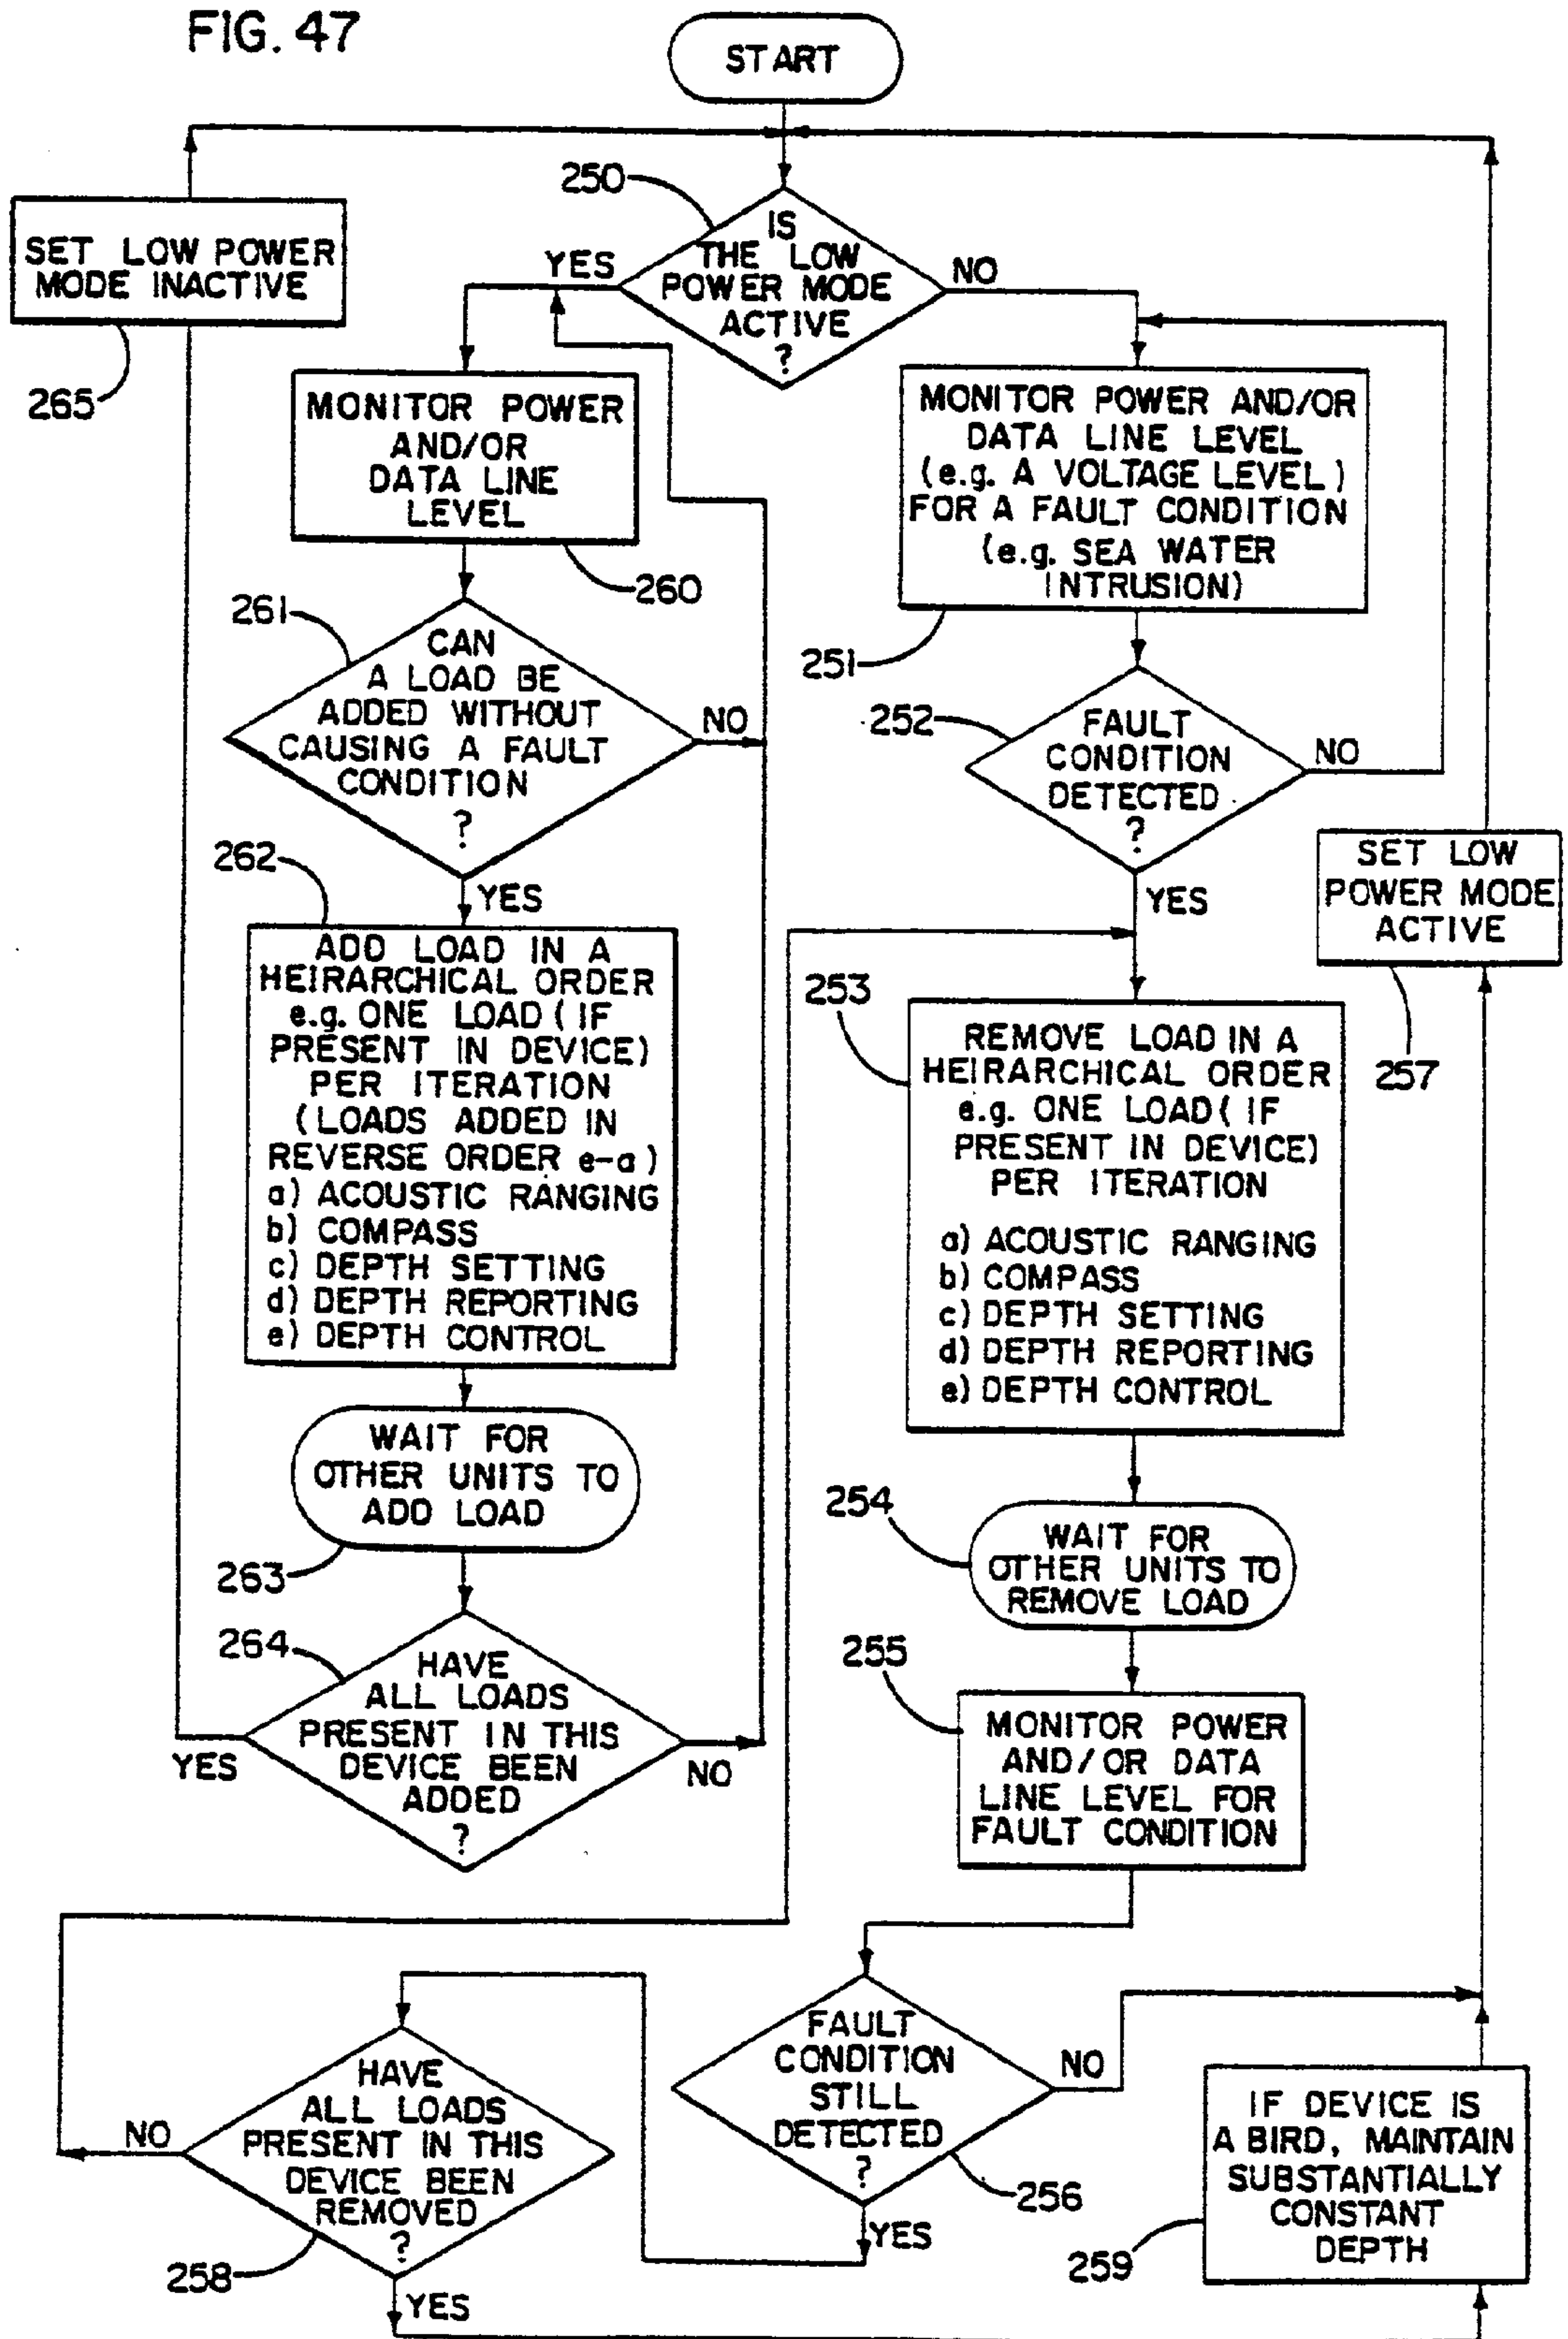 FIG. 47
START
250
IS
THE LOW
POWER MODE
ACTIVE
?
YES
NO
SET LOW POWER
MODE INACTIVE
265
MONITOR POWER
AND/OR
DATA LINE
LEVEL
260
261
CAN
A LOAD BE
ADDED WITHOUT
CAUSING A FAULT
CONDITION
?
NO
YES
262
ADD LOAD IN A
HEIRARCHICAL ORDER
e.g. ONE LOAD (IF
PRESENT IN DEVICE)
PER ITERATION
(LOADS ADDED IN
REVERSE ORDER e-a)
a) ACOUSTIC RANGING
b) COMPASS
c) DEPTH SETTING
d) DEPTH REPORTING
e) DEPTH CONTROL
WAIT FOR
OTHER UNITS TO
ADD LOAD
263
264
HAVE
ALL LOADS
PRESENT IN THIS
DEVICE BEEN
ADDED
?
YES
NO
MONITOR POWER AND/OR
DATA LINE LEVEL
(e.g. A VOLTAGE LEVEL)
FOR A FAULT CONDITION
(e.g. SEA WATER
INTRUSION)
251
252
FAULT
CONDITION
DETECTED
?
NO
YES
SET LOW
POWER MODE
ACTIVE
257
253
REMOVE LOAD IN A
HEIRARCHICAL ORDER
e.g. ONE LOAD (IF
PRESENT IN DEVICE)
PER ITERATION
a) ACOUSTIC RANGING
b) COMPASS
c) DEPTH SETTING
d) DEPTH REPORTING
e) DEPTH CONTROL
254
WAIT FOR
OTHER UNITS TO
REMOVE LOAD
255
MONITOR POWER
AND/OR DATA
LINE LEVEL FOR
FAULT CONDITION
FAULT
CONDITION
STILL
DETECTED
?
NO
YES
256
HAVE
ALL LOADS
PRESENT IN THIS
DEVICE BEEN
REMOVED
?
NO
YES
258
IF DEVICE IS
A BIRD, MAINTAIN
SUBSTANTIALLY
CONSTANT
DEPTH
259